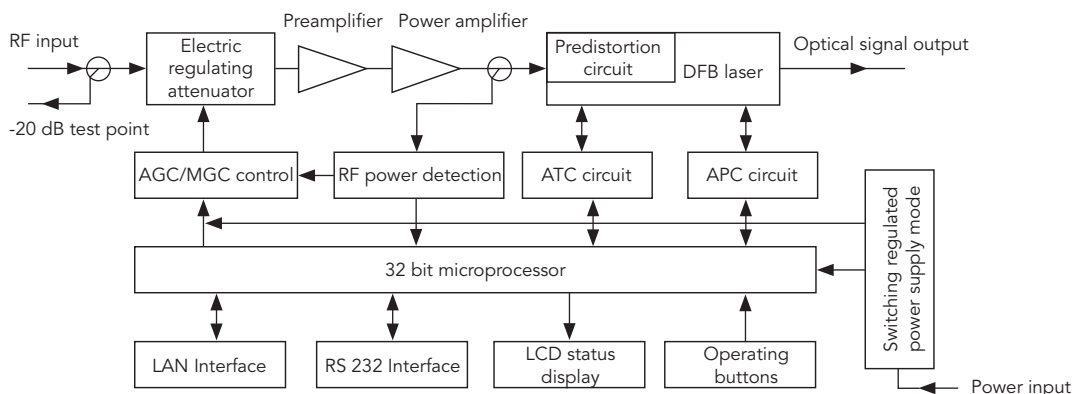 Preamplifier
Power amplifier
RF input
Electric
regulating
attenuator
Predistortion
circuit
DFB laser
Optical signal output
-20 dB test point
AGC/MGC control
RF power detection
ATC circuit
APC circuit
Switching regulated
power supply mode
32 bit microprocessor
LAN Interface
RS 232 Interface
LCD status
display
Operating
buttons
Power input